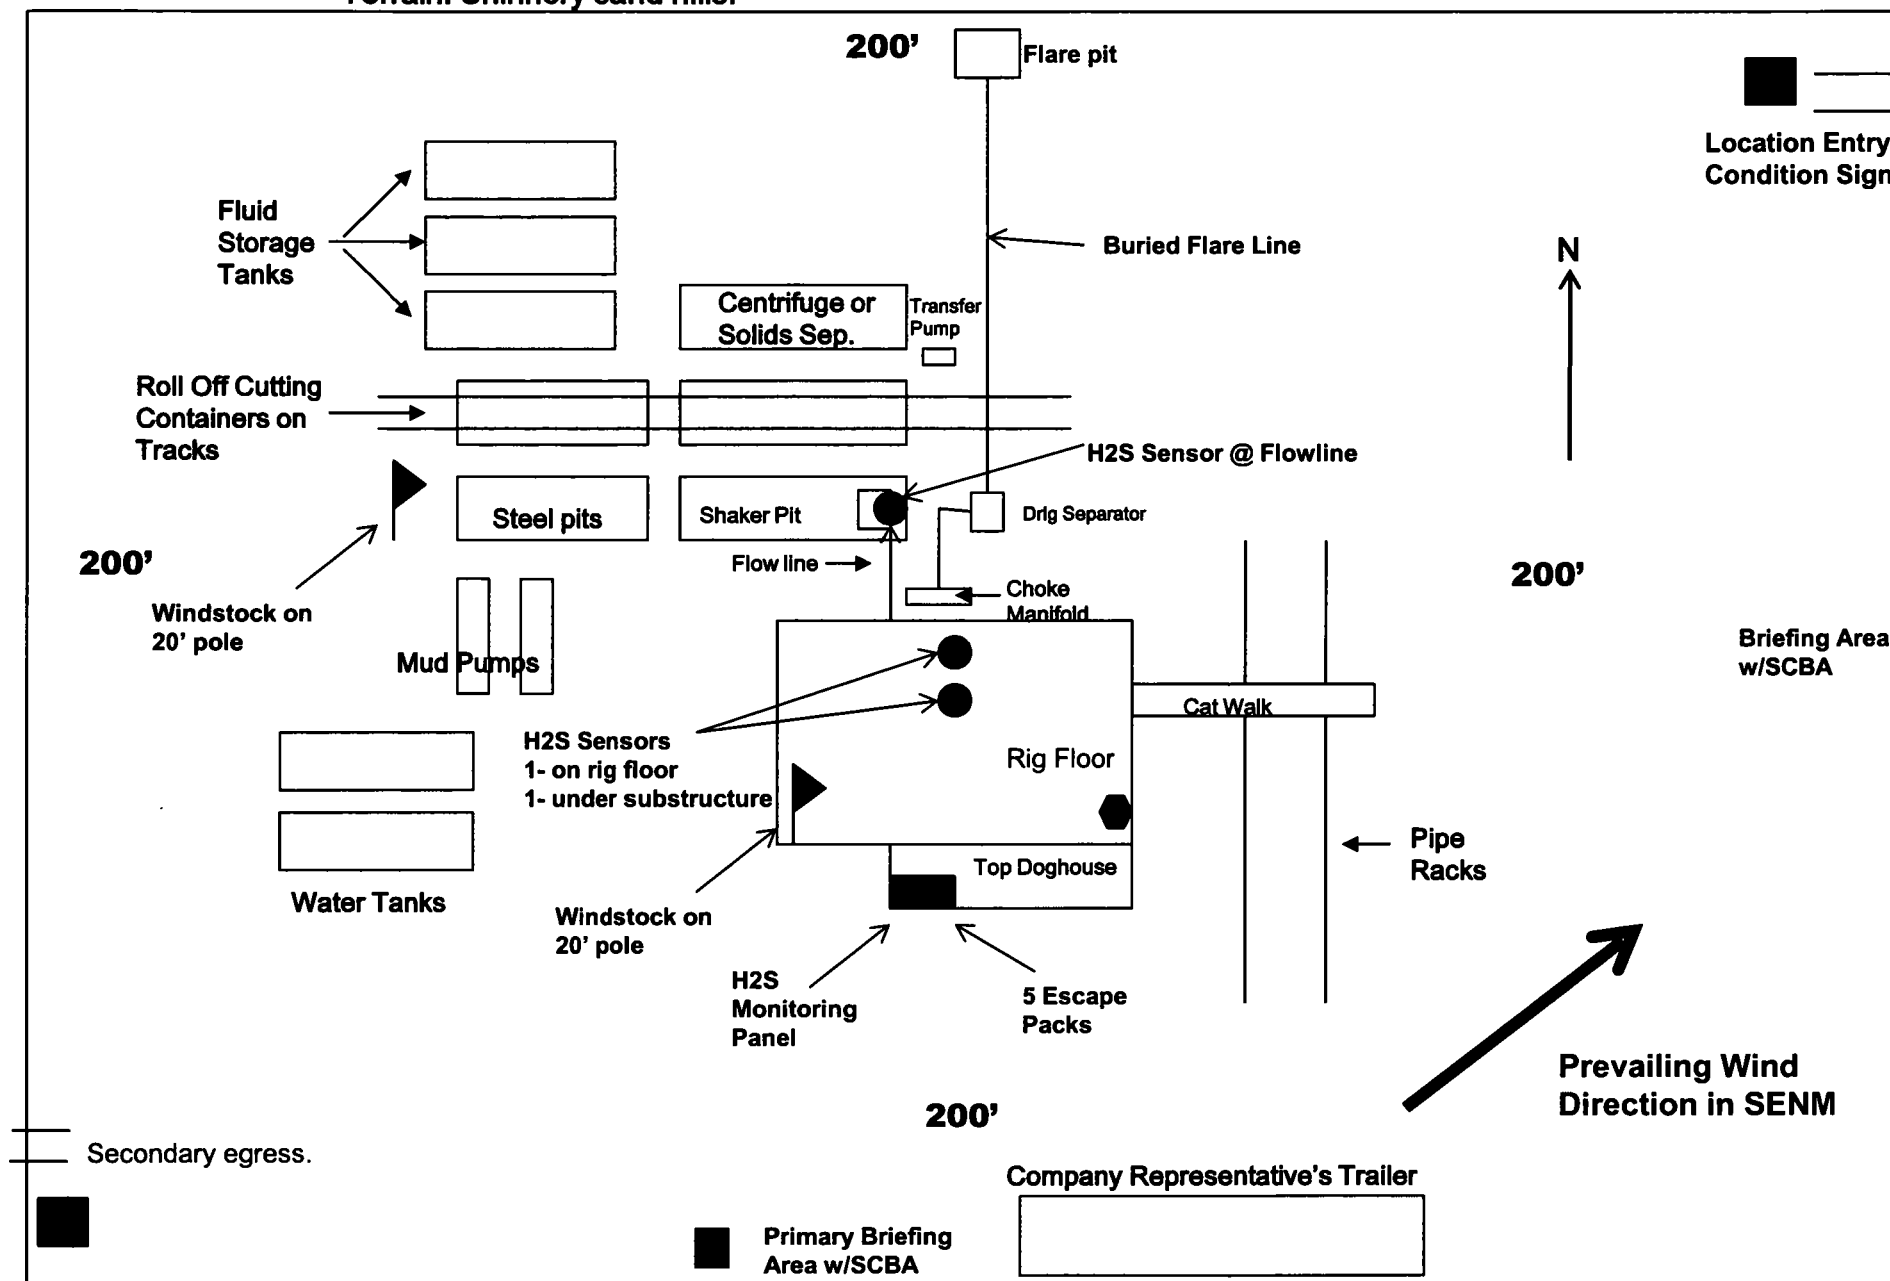 Terrain: Shinnery sand hills.
200’
Flare pit
Location Entry
Condition Sign
Fluid
Storage
Tanks
Buried Flare Line
N
Centrifuge or
Solids Sep.
Transfer
Pump
Roll Off Cutting
Containers on
Tracks
H2S Sensor @ Flowline
Steel pits
Shaker Pit
Drlg Separator
200’
Flow line
200’
Choke
Manifold
Windstock on
20’ pole
Mud Pumps
Briefing Area
w/SCBA
Cat Walk
H2S Sensors
1- on rig floor
1- under substructure
Rig Floor
Pipe
Racks
Top Doghouse
Water Tanks
Windstock on
20’ pole
H2S
Monitoring
Panel
5 Escape
Packs
Prevailing Wind
Direction in SENM
200’
Secondary egress.
Company Representative’s Trailer
Primary Briefing
Area w/SCBA